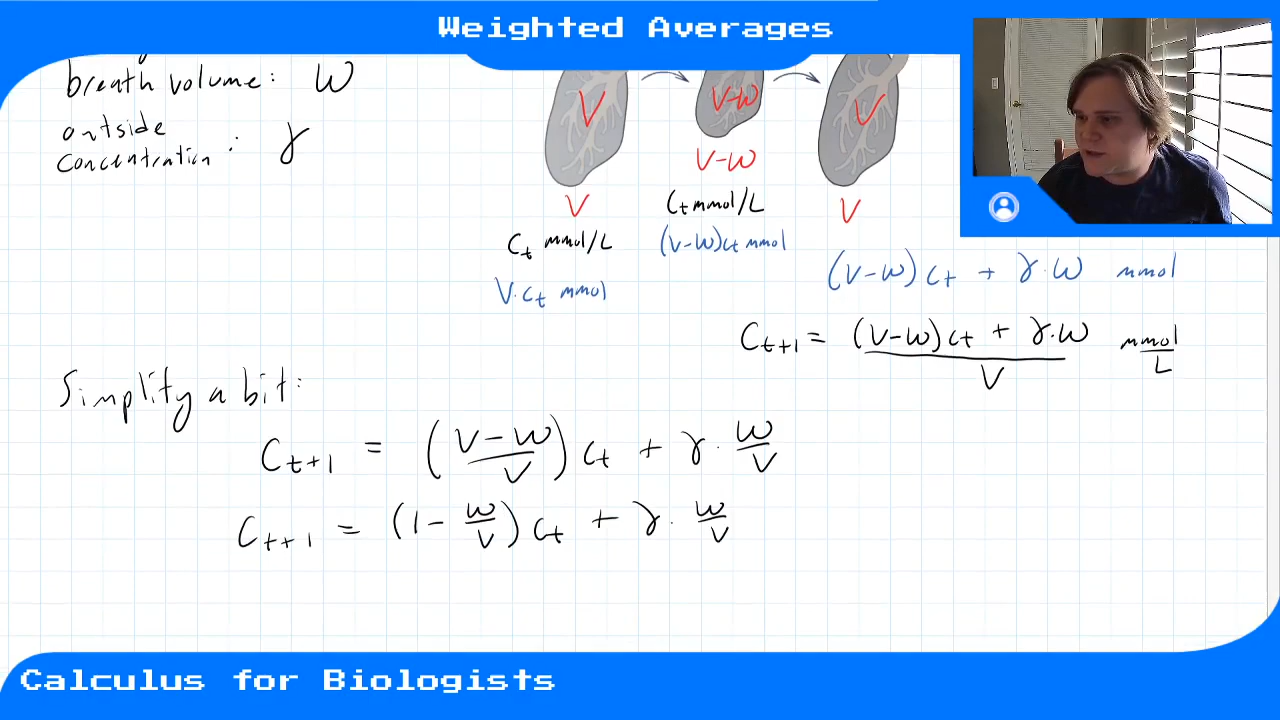 Weighted Averages
breath volume: W
outside
concentration: γ
V
V-W
V
V-W
V
Ct mmol/L
V
Ct mmol/L
(V-W)Ct mmol
V·Ct mmol
(V-W)Ct + γ·W mmol
Ct+1 = (V-W)Ct + γ·W mmol
V L
Simplify a bit:
Ct+1 = (V-W/V)Ct + γ·W/V
Ct+1 = (1-W/V)Ct + γ·W/V
Calculus for Biologists